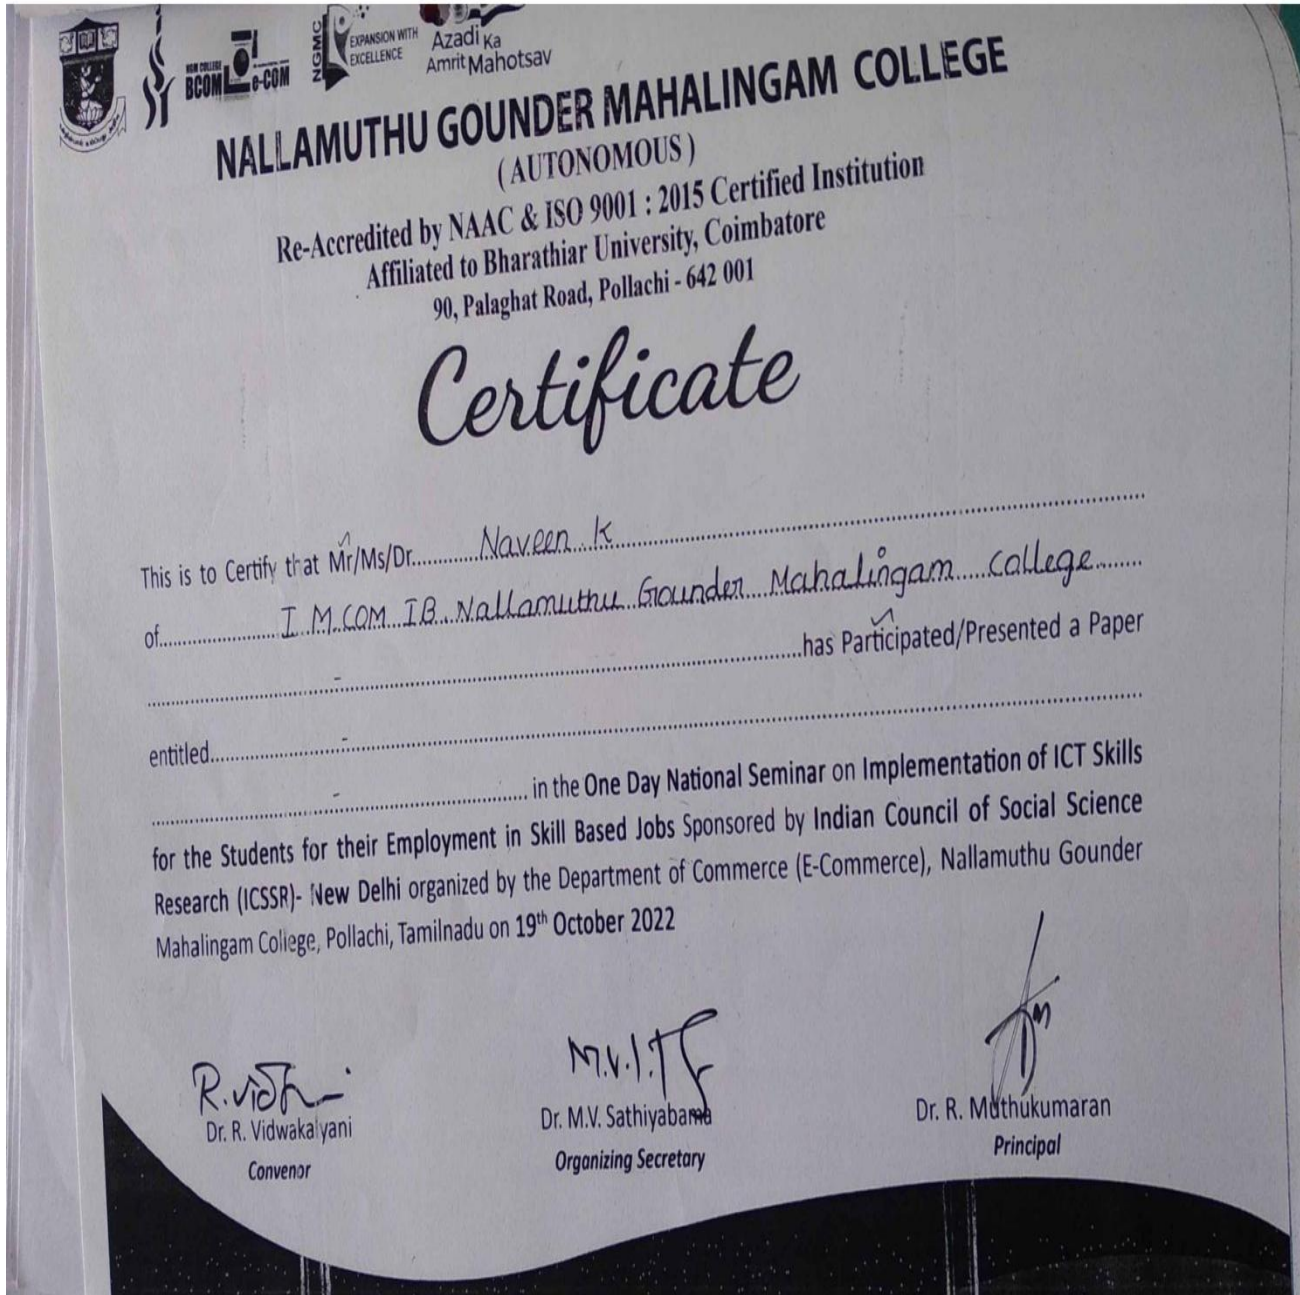 NGM COLLEGE
BCOM e-COM
NGMC
EXPANSION WITH
EXCELLENCE
Azadi Ka
Amrit Mahotsav
NALLAMUTHU GOUNDER MAHALINGAM COLLEGE
(AUTONOMOUS)
Re-Accredited by NAAC & ISO 9001 : 2015 Certified Institution
Affiliated to Bharathiar University, Coimbatore
90, Palaghat Road, Pollachi - 642 001
Certificate
This is to Certify that Mr/Ms/Dr. Naveen K
of I M.COM IB Nallamuthu Gounder Mahalingam College
- has Participated/Presented a Paper
entitled -
- in the One Day National Seminar on Implementation of ICT Skills
for the Students for their Employment in Skill Based Jobs Sponsored by Indian Council of Social Science
Research (ICSSR)- New Delhi organized by the Department of Commerce (E-Commerce), Nallamuthu Gounder
Mahalingam College, Pollachi, Tamilnadu on 19th October 2022
Dr. R. Vidwakalyani
Convenor
Dr. M.V. Sathiyabama
Organizing Secretary
Dr. R. Muthukumaran
Principal